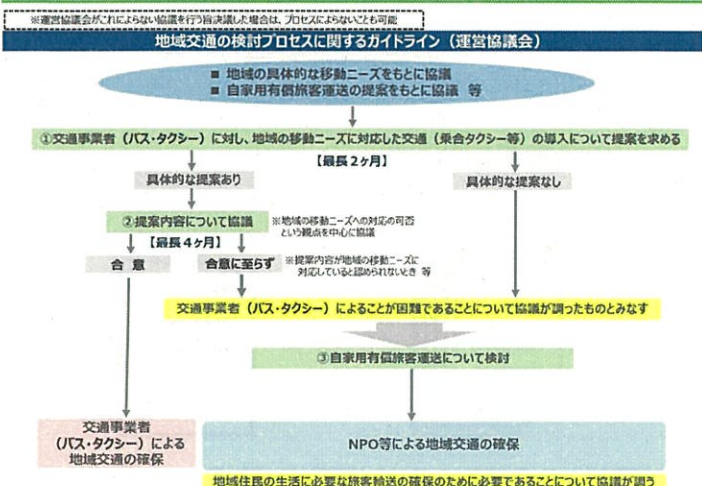 ※運営協議会がこれによらない協議を行う旨決議した場合は、プロセスによらないことも可能
地域交通の検討プロセスに関するガイドライン（運営協議会）
■ 地域の具体的な移動ニーズをもとに協議
■ 自家用有償旅客運送の提案をもとに協議 等
①交通事業者（バス・タクシー）に対し、地域の移動ニーズに対応した交通（乗合タクシー等）の導入について提案を求める
【最長２ヶ月】
具体的な提案あり
具体的な提案なし
②提案内容について協議
※地域の移動ニーズへの対応の可否
という観点を中心に協議
【最長４ヶ月】
合 意
合意に至らず
※提案内容が地域の移動ニーズに
対応していると認められないとき 等
交通事業者（バス・タクシー）によることが困難であることについて協議が調ったものとみなす
③自家用有償旅客運送について検討
交通事業者
（バス・タクシー）による
地域交通の確保
NPO等による地域交通の確保
地域住民の生活に必要な旅客輸送の確保のために必要であることについて協議が調う